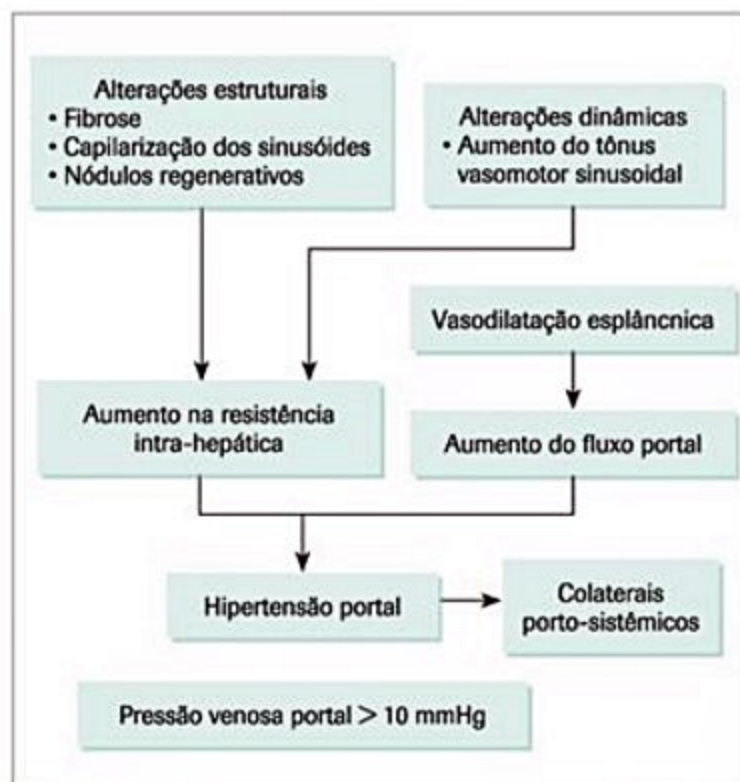 Alterações estruturais
• Fibrose
• Capilarização dos sinusóides
• Nódulos regenerativos
Alterações dinâmicas
• Aumento do tônus
vasomotor sinusoidal
Vasodilatação esplâncnica
Aumento na resistência
intra-hepática
Aumento do fluxo portal
Hipertensão portal
Colaterais
porto-sistêmicos
Pressão venosa portal > 10 mmHg